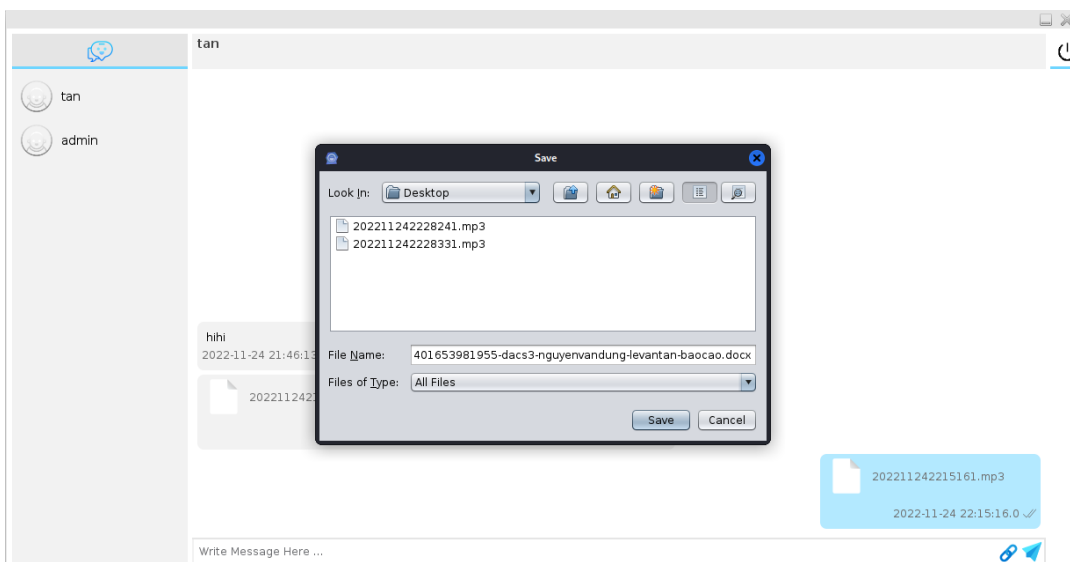 tan
tan
admin
Save
Look In:
Desktop
202211242228241.mp3
202211242228331.mp3
File Name:
401653981955-dacs3-nguyenvandung-levantan-baocao.docx
Files of Type:
All Files
Save
Cancel
hihi
2022-11-24 21:46:13
2022112422
202211242215161.mp3
2022-11-24 22:15:16.0
Write Message Here ...